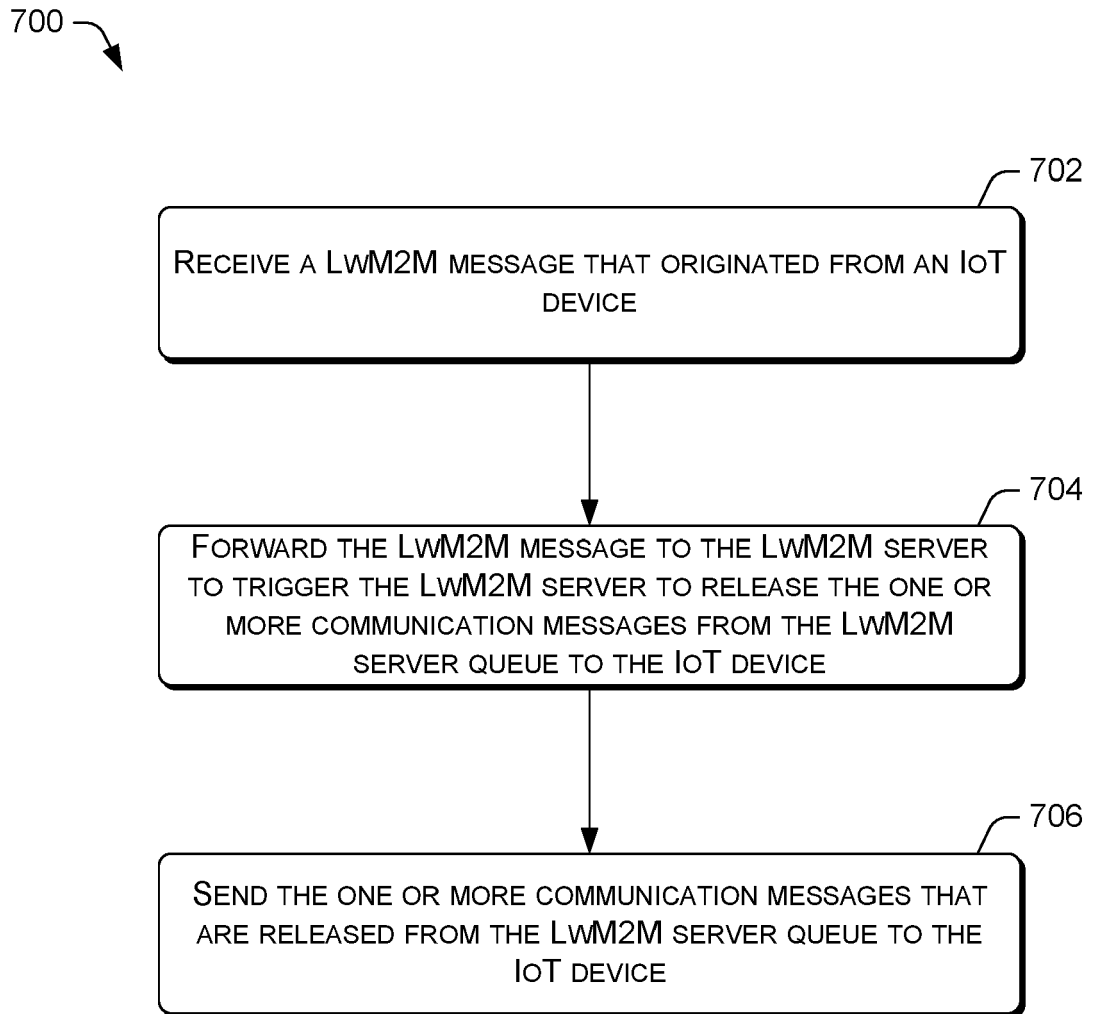 700
702
RECEIVE A LWM2M MESSAGE THAT ORIGINATED FROM AN IOT
DEVICE
704
FORWARD THE LWM2M MESSAGE TO THE LWM2M SERVER
TO TRIGGER THE LWM2M SERVER TO RELEASE THE ONE OR
MORE COMMUNICATION MESSAGES FROM THE LWM2M
SERVER QUEUE TO THE IOT DEVICE
706
SEND THE ONE OR MORE COMMUNICATION MESSAGES THAT
ARE RELEASED FROM THE LWM2M SERVER QUEUE TO THE
IOT DEVICE